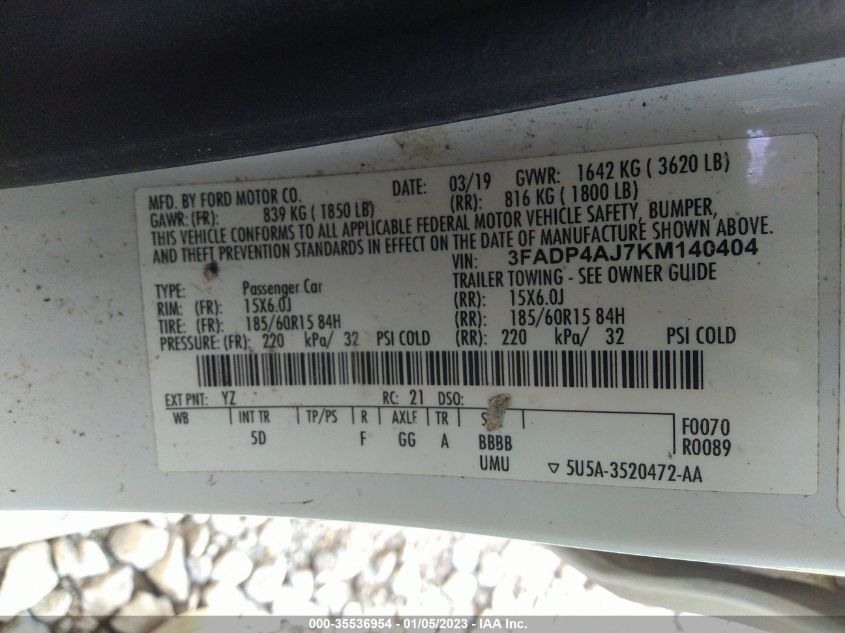 MFD. BY FORD MOTOR CO. DATE: 03/19 GVWR: 1642 KG ( 3620 LB)
GAWR: (FR): 839 KG ( 1850 LB) (RR): 816 KG ( 1800 LB)
THIS VEHICLE CONFORMS TO ALL APPLICABLE FEDERAL MOTOR VEHICLE SAFETY, BUMPER,
AND THEFT PREVENTION STANDARDS IN EFFECT ON THE DATE OF MANUFACTURE SHOWN ABOVE.
VIN: 3FADP4AJ7KM140404
TYPE: Passenger Car TRAILER TOWING - SEE OWNER GUIDE
RIM: (FR): 15X6.0J (RR): 15X6.0J
TIRE: (FR): 185/60R15 84H (RR): 185/60R15 84H
PRESSURE: (FR): 220 kPa/ 32 PSI COLD (RR): 220 kPa/ 32 PSI COLD
EXT PNT: YZ RC: 21 DSO:
WB INT TR TP/PS R AXLE TR F0070
5D F GG A BBBB R0089
UMU ▽ 5U5A-3520472-AA
000-35536954 - 01/05/2023 - IAA Inc.